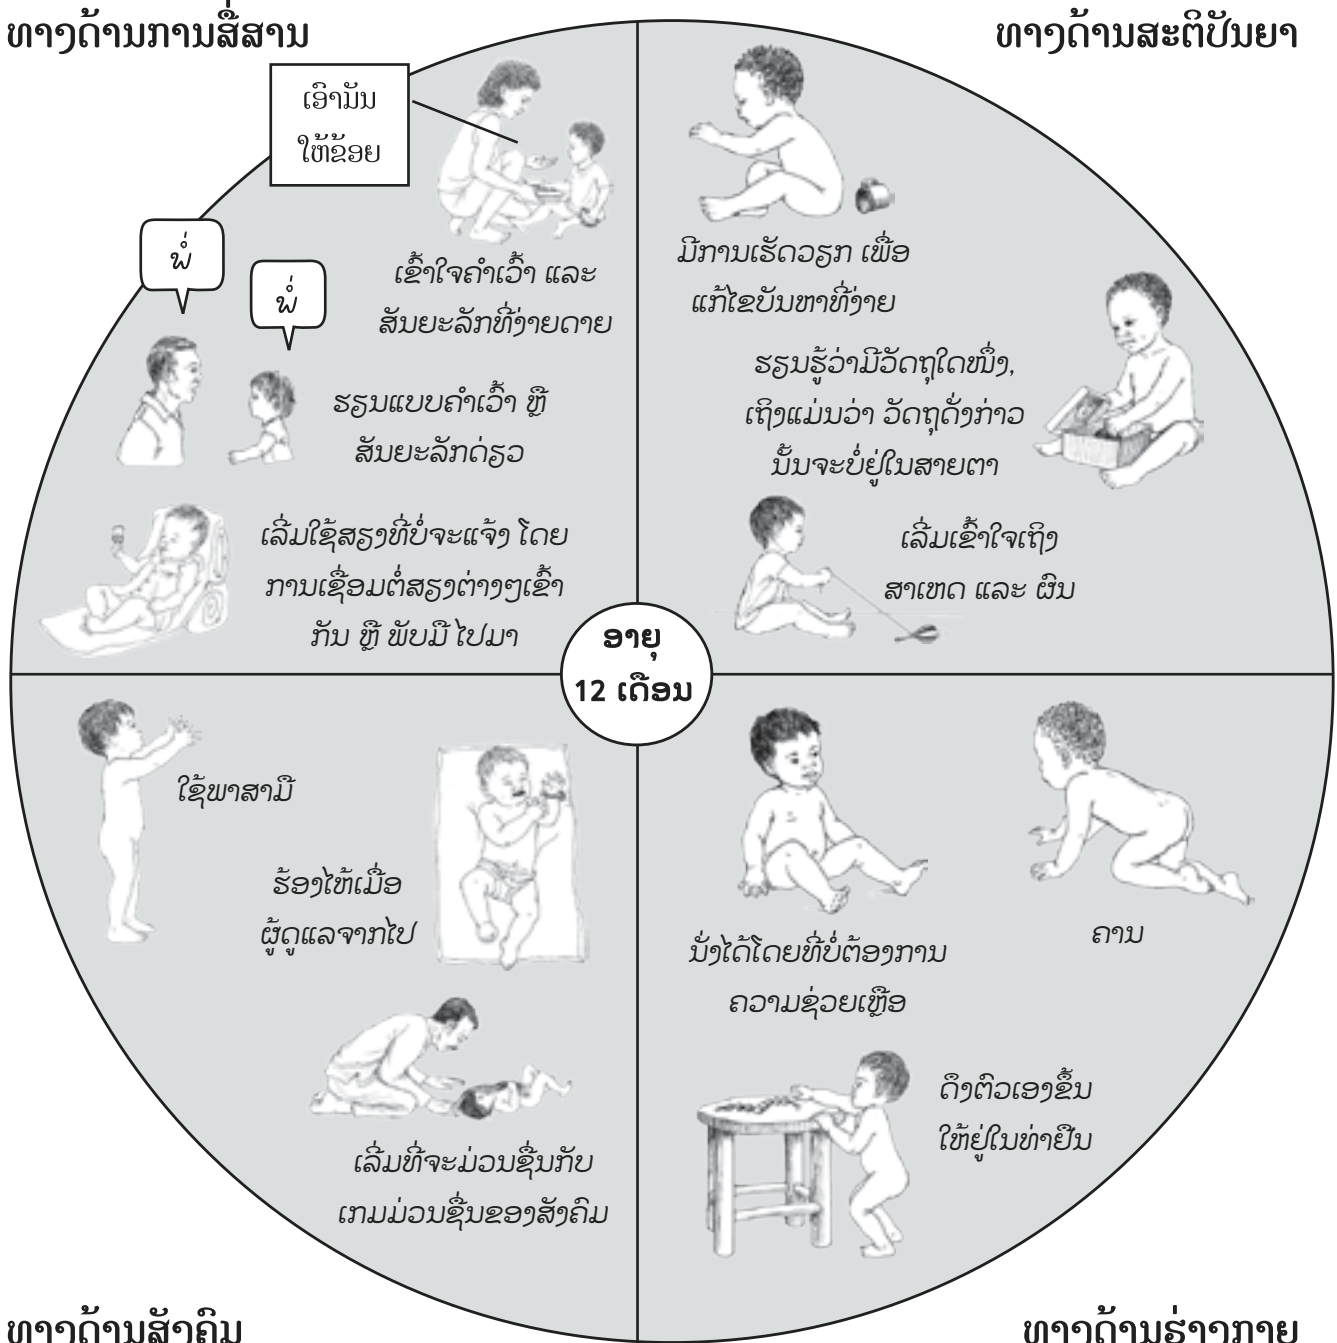 ທາງດ້ານການສື່ສານ
ເອົາມັນ
ໃຫ້ຂ້ອຍ
ພໍ່
ພໍ່
ເຂົ້າໃຈຄຳເວົ້າ ແລະ
ສັນຍະລັກທີ່ງ່າຍດາຍ
ຮຽນແບບຄຳເວົ້າ ຫຼື
ສັນຍະລັກດ່ຽວ
ເລີ່ມໃຊ້ສຽງທີ່ບໍ່ຈະແຈ້ງ ໂດຍ
ການເຊື່ອມຕໍ່ສຽງຕ່າງໆເຂົ້າ
ກັນ ຫຼື ພັບມື ໄປມາ
ທາງດ້ານສະຕິປັນຍາ
ມີການເຮັດວຽກ ເພື່ອ
ແກ້ໄຂບັນຫາທີ່ງ່າຍ
ຮຽນຮູ້ວ່າມີວັດຖຸໃດໜຶ່ງ,
ເຖິງແມ່ນວ່າ ວັດຖຸດັ່ງກ່າວ
ນັ້ນຈະບໍ່ຢູ່ໃນສາຍຕາ
ເລີ່ມເຂົ້າໃຈເຖິງ
ສາເຫດ ແລະ ຜົນ
ອາຍຸ
12 ເດືອນ
ໃຊ້ພາສາມື
ຮ້ອງໄຫ້ເມື່ອ
ຜູ້ດູແລຈາກໄປ
ເລີ່ມທີ່ຈະມ່ວນຊື່ນກັບ
ເກມມ່ວນຊື່ນຂອງສັງຄົມ
ທາງດ້ານສັງຄົມ
ນັ່ງໄດ້ໂດຍທີ່ບໍ່ຕ້ອງການ
ຄວາມຊ່ວຍເຫຼືອ
ຄານ
ດຶງຕົວເອງຂຶ້ນ
ໃຫ້ຢູ່ໃນທ່າຢືນ
ທາງດ້ານຮ່າງກາຍ